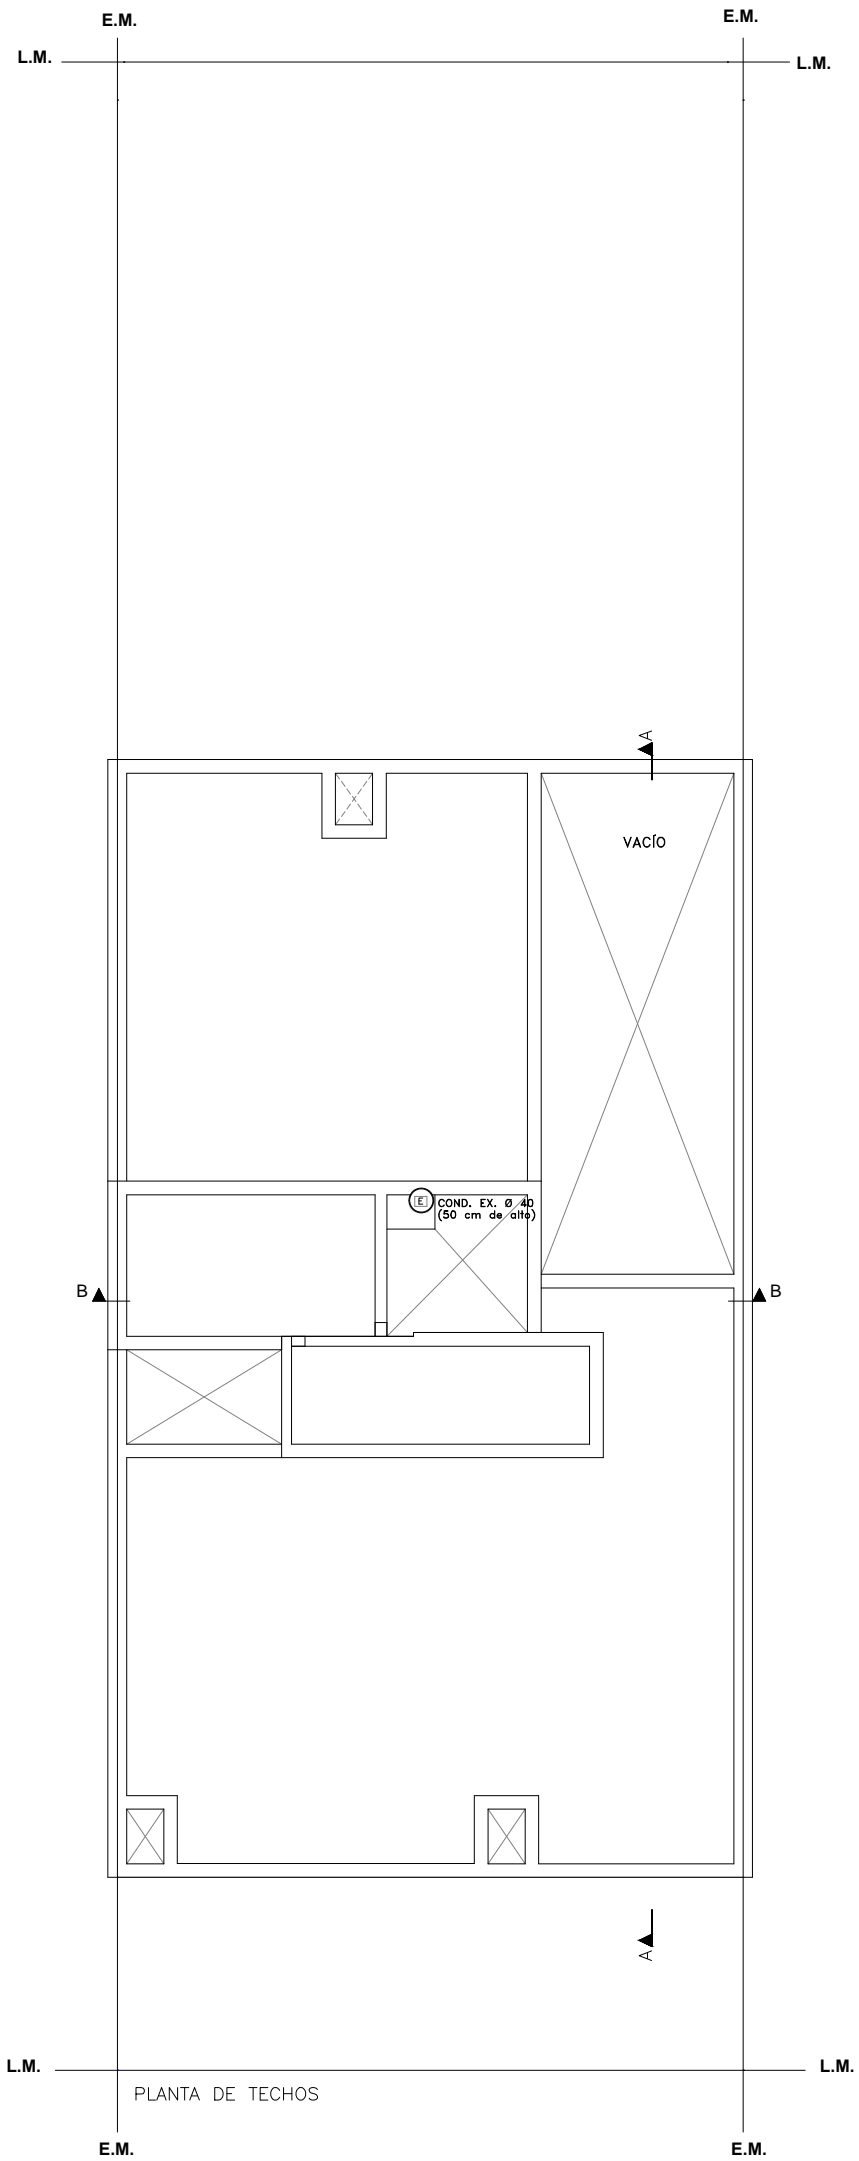 E.M.
E.M.
L.M.
L.M.
A
VACÍO
E
COND. EX. Ø 40
(50 cm de alto)
B
B
A
L.M.
L.M.
PLANTA DE TECHOS
E.M.
E.M.